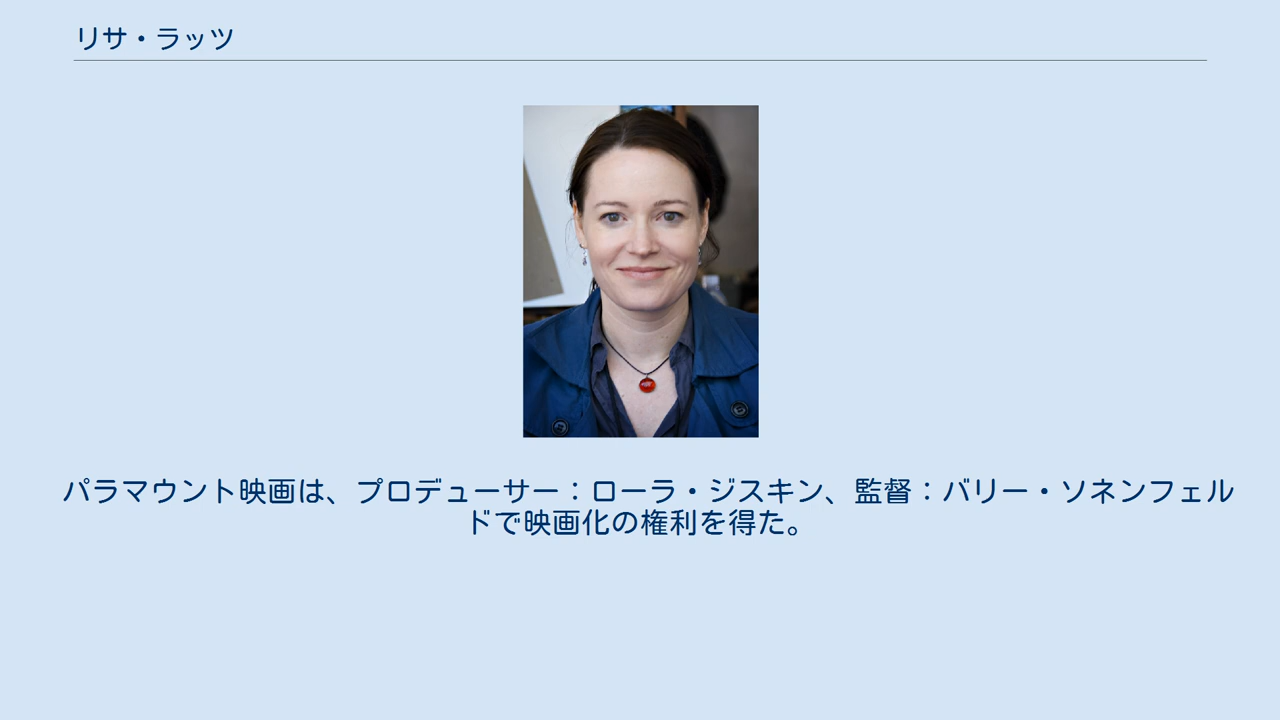 リサ・ラッツ
パラマウント映画は、プロデューサー：ローラ・ジスキン、監督：バリー・ソネンフェル
ドで映画化の権利を得た。